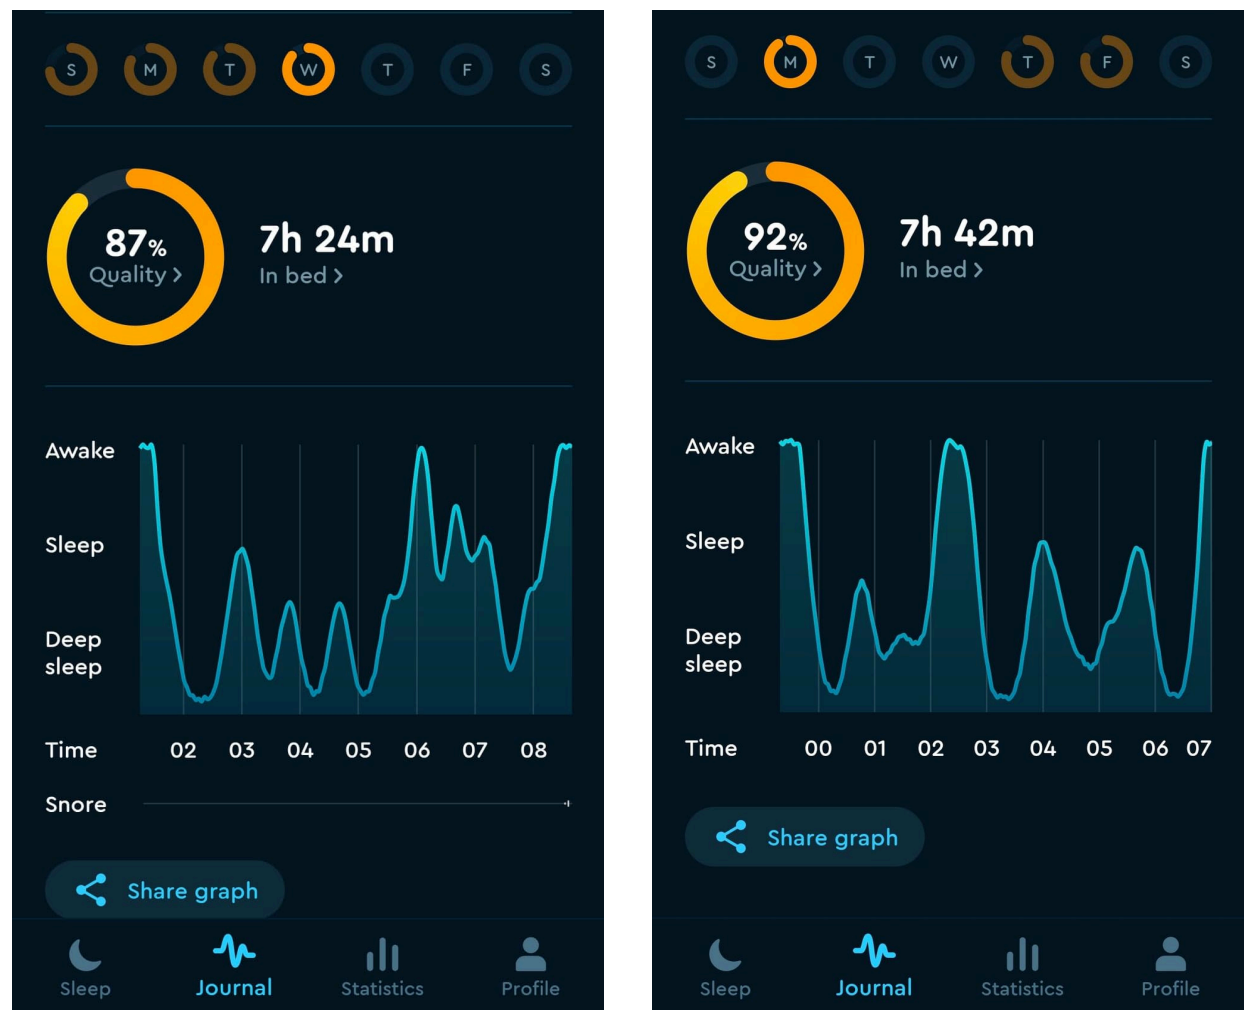 S M T W T F S
87%
Quality >
7h 24m
In bed >
Awake
Sleep
Deep
sleep
Time 02 03 04 05 06 07 08
Snore
Share graph
Sleep Journal Statistics Profile
S M T W T F S
92%
Quality >
7h 42m
In bed >
Awake
Sleep
Deep
sleep
Time 00 01 02 03 04 05 06 07
Share graph
Sleep Journal Statistics Profile